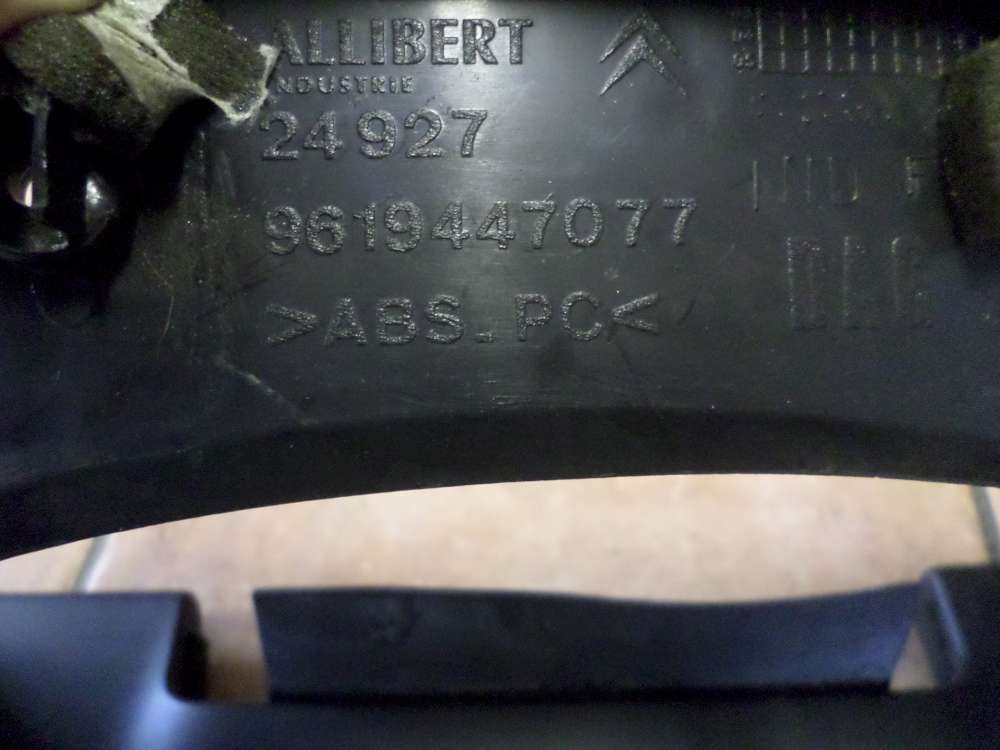 ALLIBERT
INDUSTRIE
24927
9619447077
>ABS.PC<